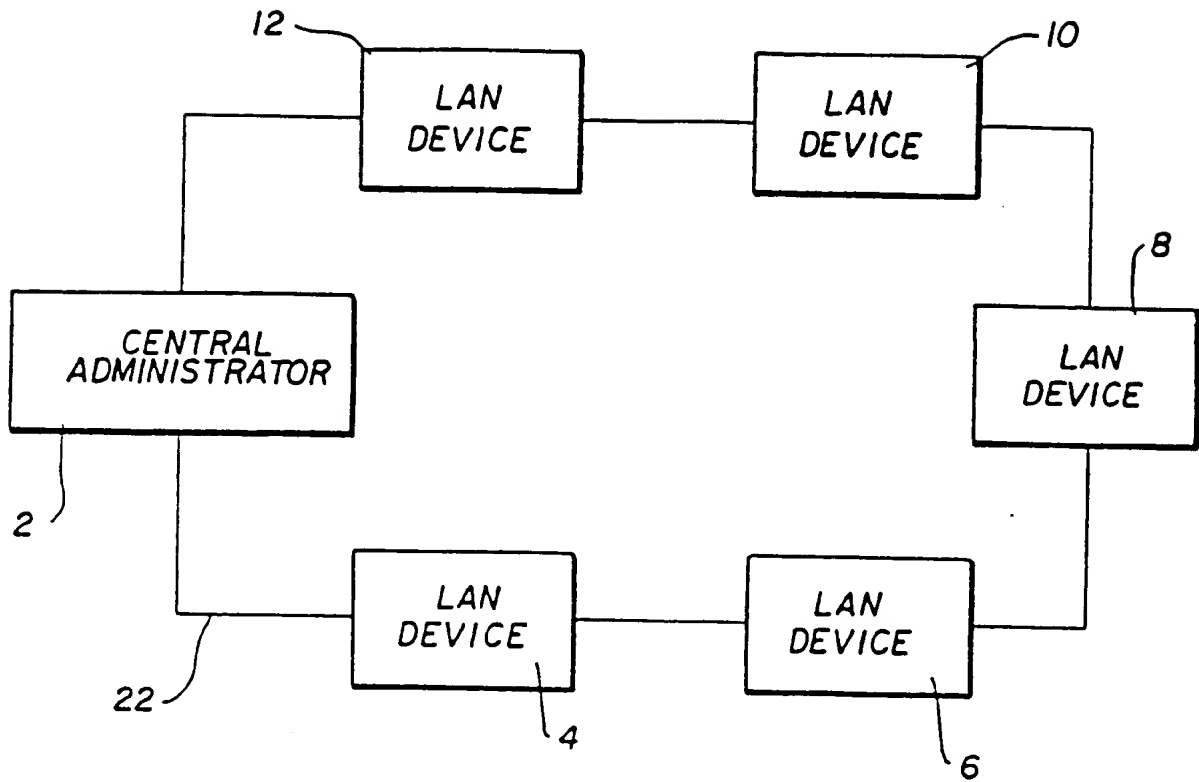 12
10
LAN
DEVICE
LAN
DEVICE
8
CENTRAL
ADMINISTRATOR
LAN
DEVICE
2
LAN
DEVICE
LAN
DEVICE
22
4
6